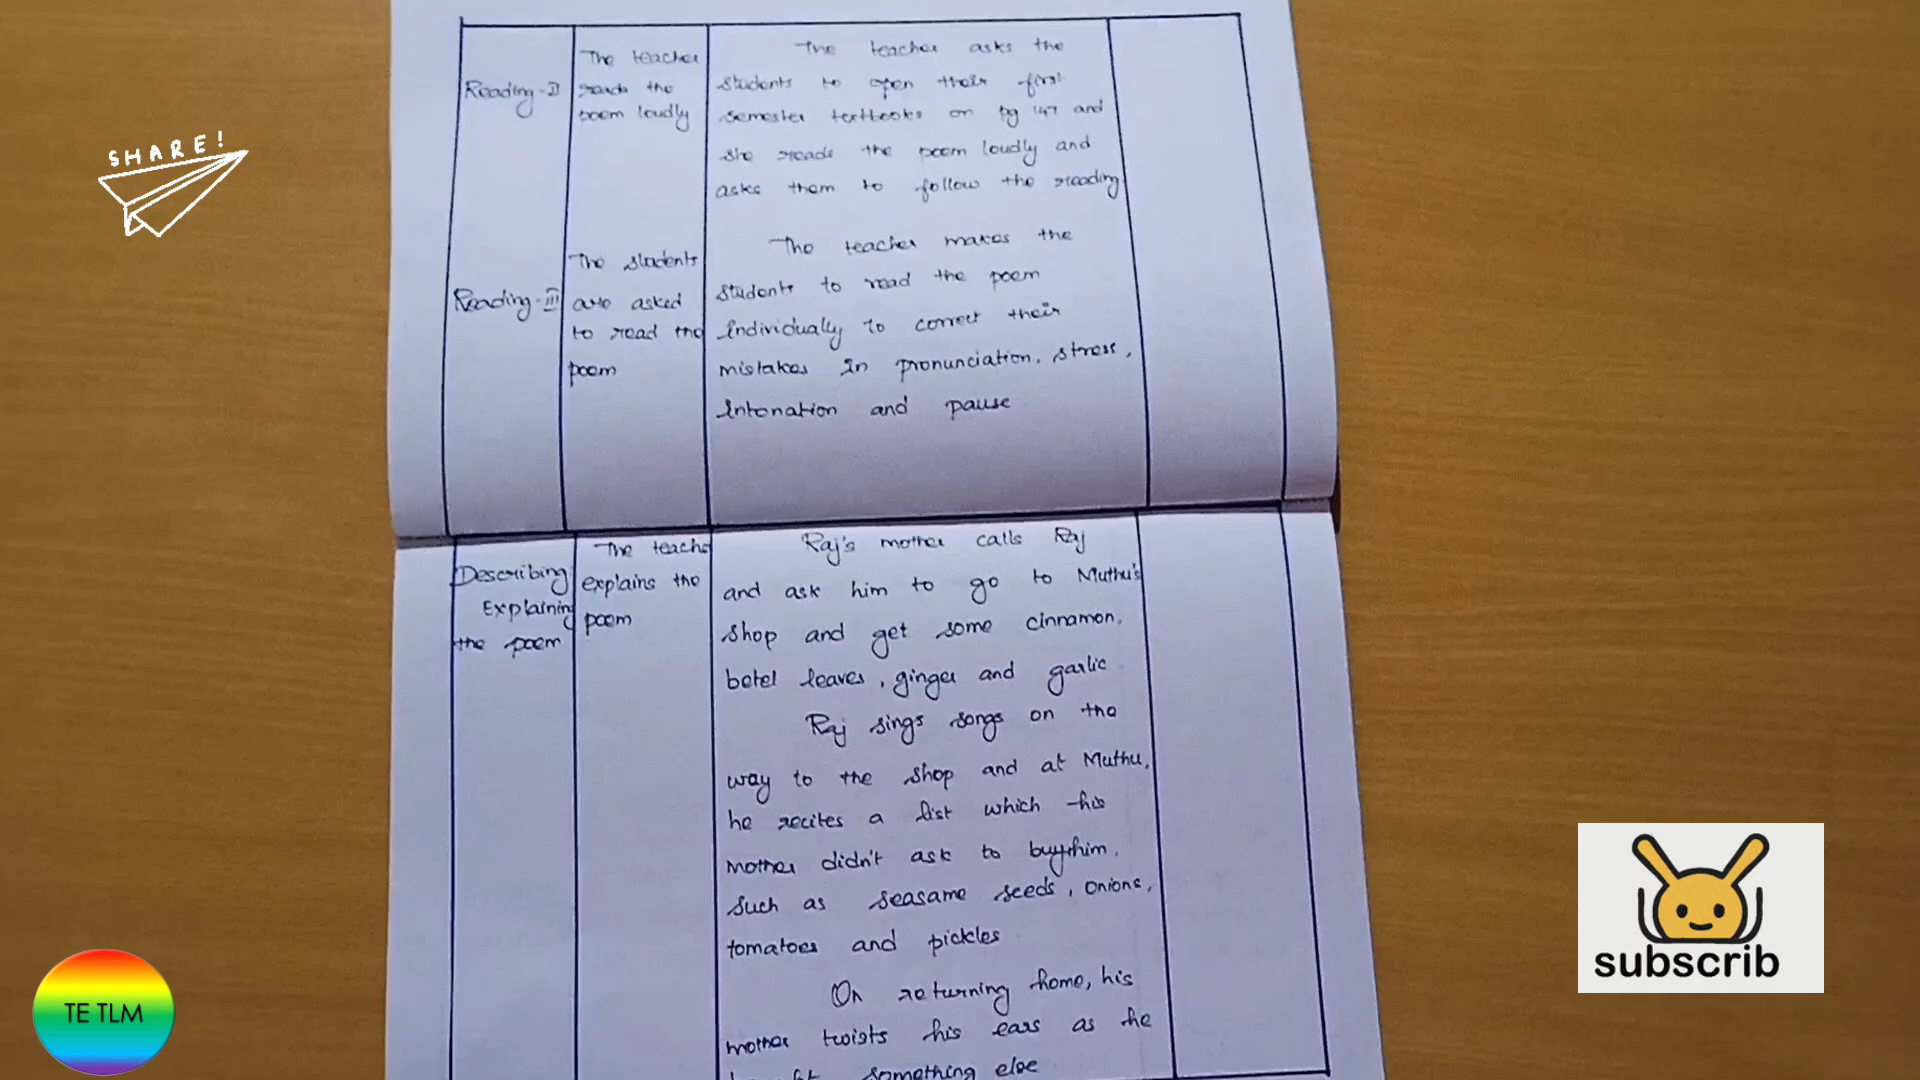 SHARE!
Reading-II
The teacher
reads the
poem loudly
The teacher asks the
students to open their first
semester textbooks on pg 147 and
she reads the poem loudly and
asks them to follow the reading
Reading-III
The students
are asked
to read the
poem
The teacher makes the
students to read the poem
individually to correct their
mistakes in pronunciation, stress,
intonation and pause
Describing
Explaining
the poem
The teache
explains the
poem
Raj's mother calls Raj
and ask him to go to Muthu's
shop and get some cinnamon,
betel leaves, ginger and garlic
Raj sings songs on the
way to the shop and at Muthu,
he recites a list which his
mother didn't ask to buy him.
Such as seasame seeds, onions,
tomatoes and pickles
On returning home, his
mother twists his ears as he
something else
TE TLM
subscrib